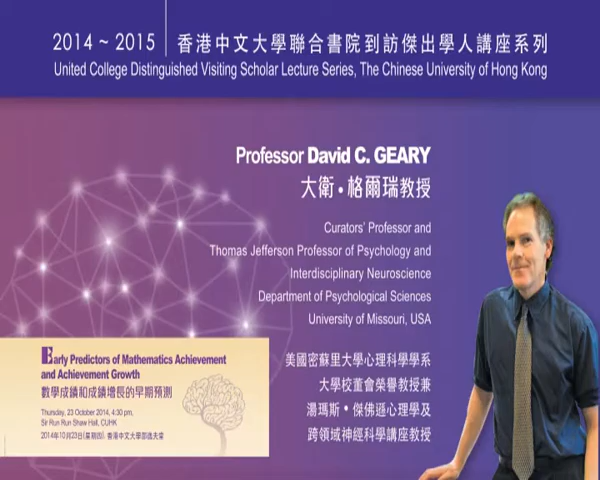 2014 ~ 2015 香港中文大學聯合書院到訪傑出學人講座系列
United College Distinguished Visiting Scholar Lecture Series, The Chinese University of Hong Kong
Professor David C. GEARY
大衛 • 格爾瑞教授
Curators' Professor and
Thomas Jefferson Professor of Psychology and
Interdisciplinary Neuroscience
Department of Psychological Sciences
University of Missouri, USA
美國密蘇里大學心理科學學系
大學校董會榮譽教授兼
湯瑪斯 • 傑佛遜心理學及
跨領域神經科學講座教授
Early Predictors of Mathematics Achievement
and Achievement Growth
數學成績和成績增長的早期預測
Thursday, 23 October 2014, 4:30 pm.
Sir Run Run Shaw Hall, CUHK
2014年10月23日(星期四), 香港中文大學邵逸夫堂